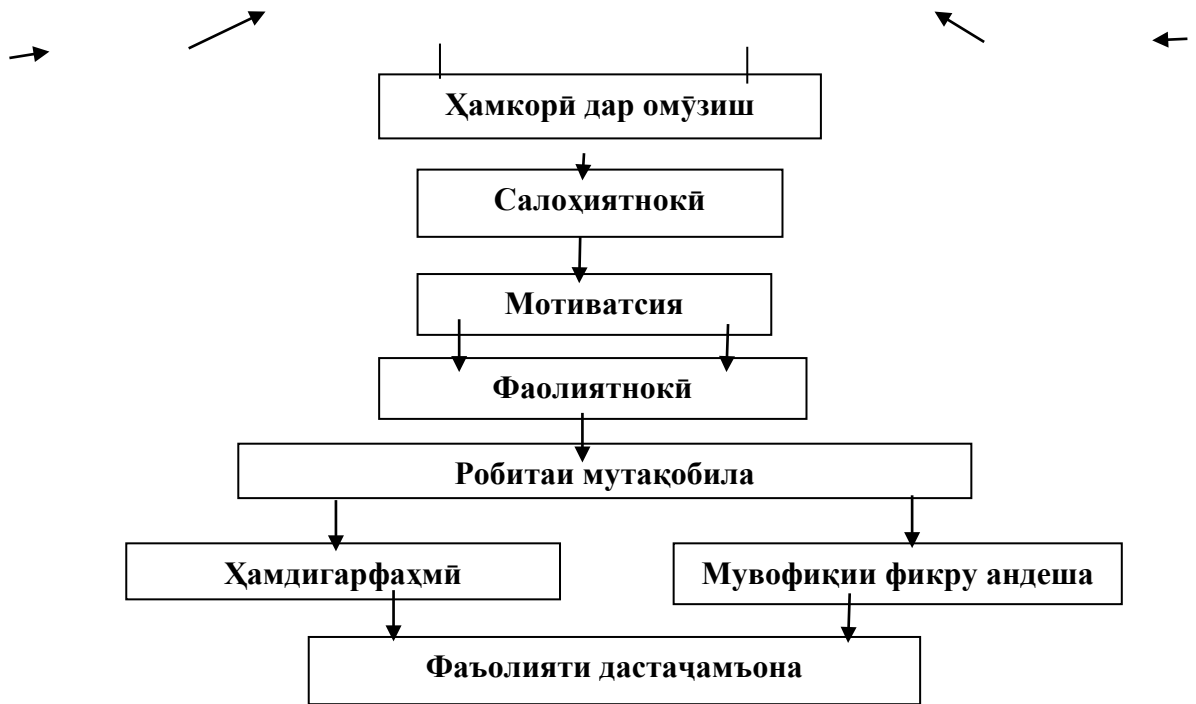 Ҳамкорӣ дар омӯзиш
Салоҳиятнокӣ
Мотиватсия
Фаолиятнокӣ
Робитаи мутақобила
Ҳамдигарфаҳмӣ
Мувофиқии фикру андеша
Фаъолияти дастаҷамъона